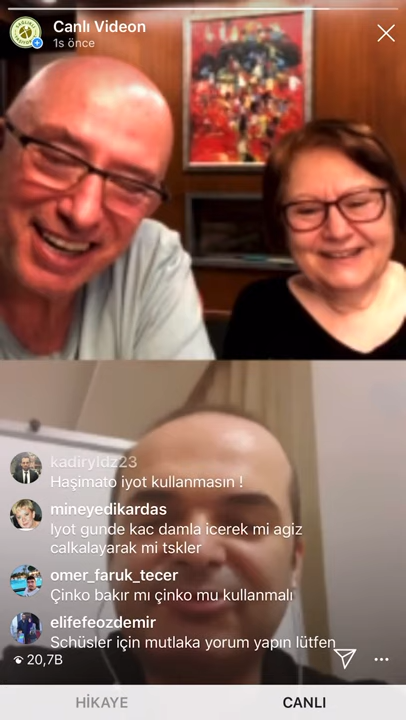 Canlı Videon
1s önce
kadiryldz23
Haşimato iyot kullanmasın !
mineyedikardas
Iyot gunde kac damla icerek mi agiz
calkalayarak mi tskler
omer_faruk_tecer
Çinko bakır mı çinko mu kullanmalı
elifefeozdemir
Schüsler için mutlaka yorum yapın lütfen
20,7B
HİKAYE
CANLI